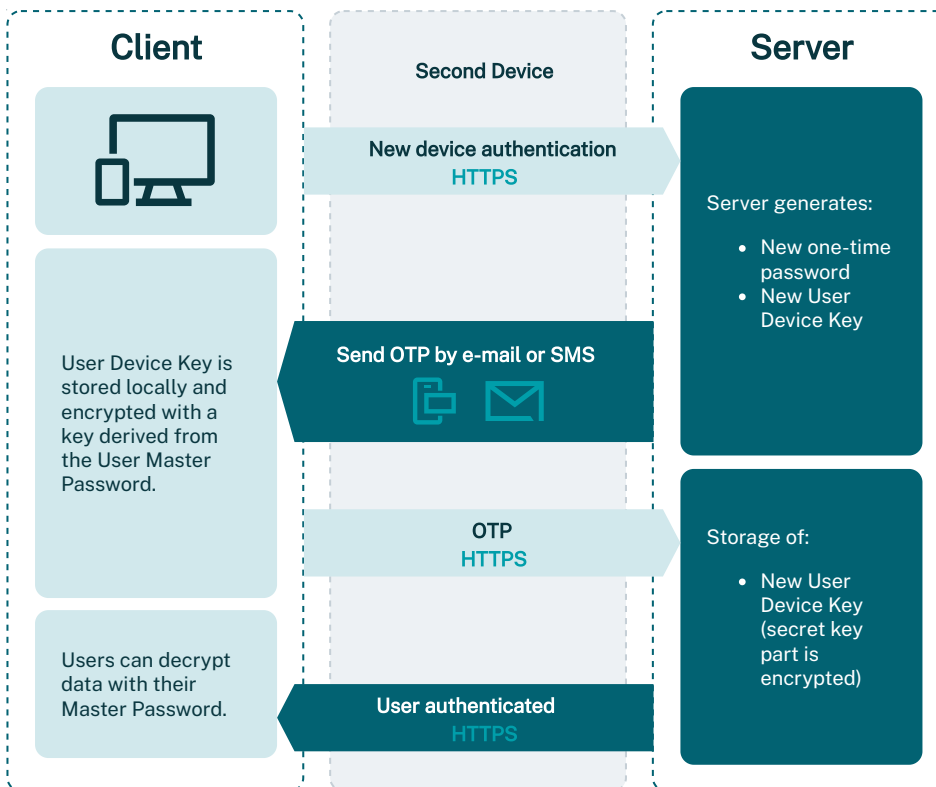 Client
Second Device
Server
New device authentication
HTTPS
Server generates:
• New one-time
password
• New User
Device Key
Send OTP by e-mail or SMS
User Device Key is
stored locally and
encrypted with a
key derived from
the User Master
Password.
OTP
HTTPS
Storage of:
• New User
Device Key
(secret key
part is
encrypted)
Users can decrypt
data with their
Master Password.
User authenticated
HTTPS